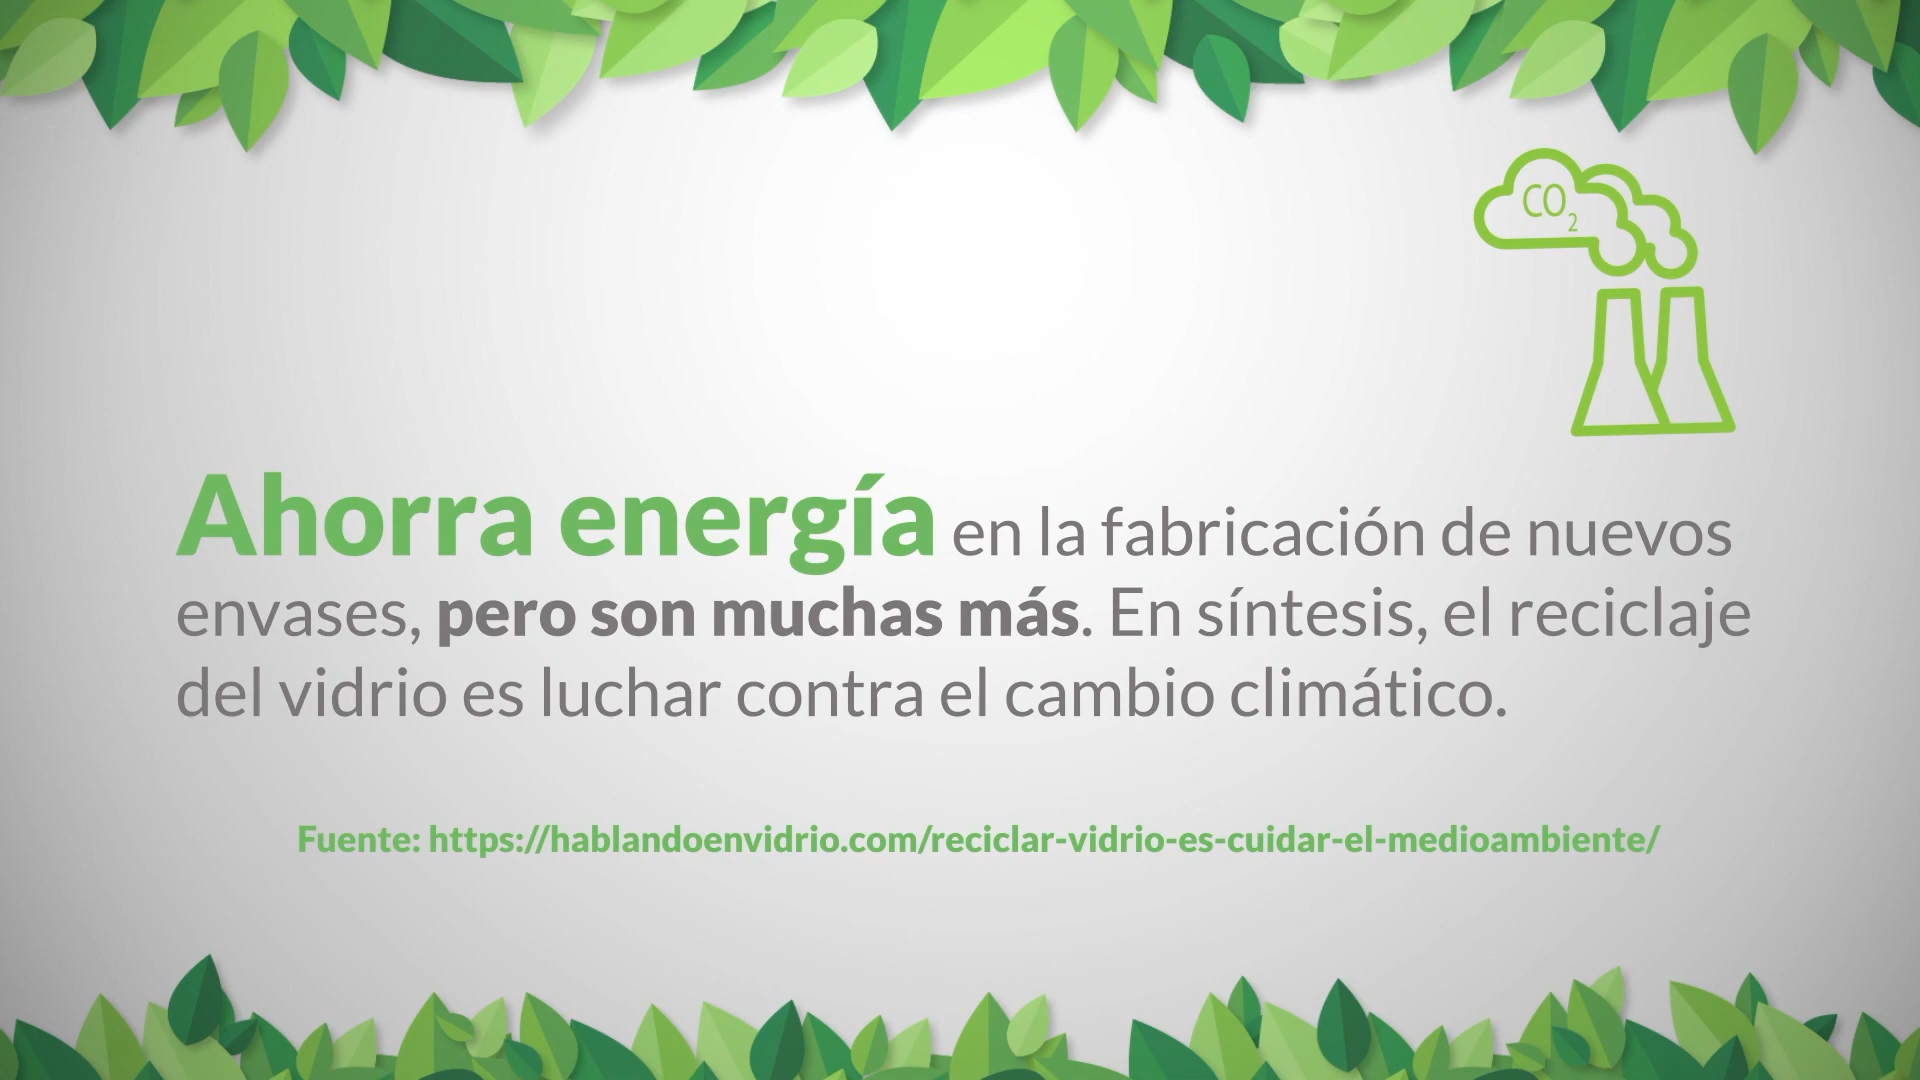 CO2
Ahorra energía en la fabricación de nuevos
envases, pero son muchas más. En síntesis, el reciclaje
del vidrio es luchar contra el cambio climático.
Fuente: https://hablandoenvidrio.com/reciclar-vidrio-es-cuidar-el-medioambiente/